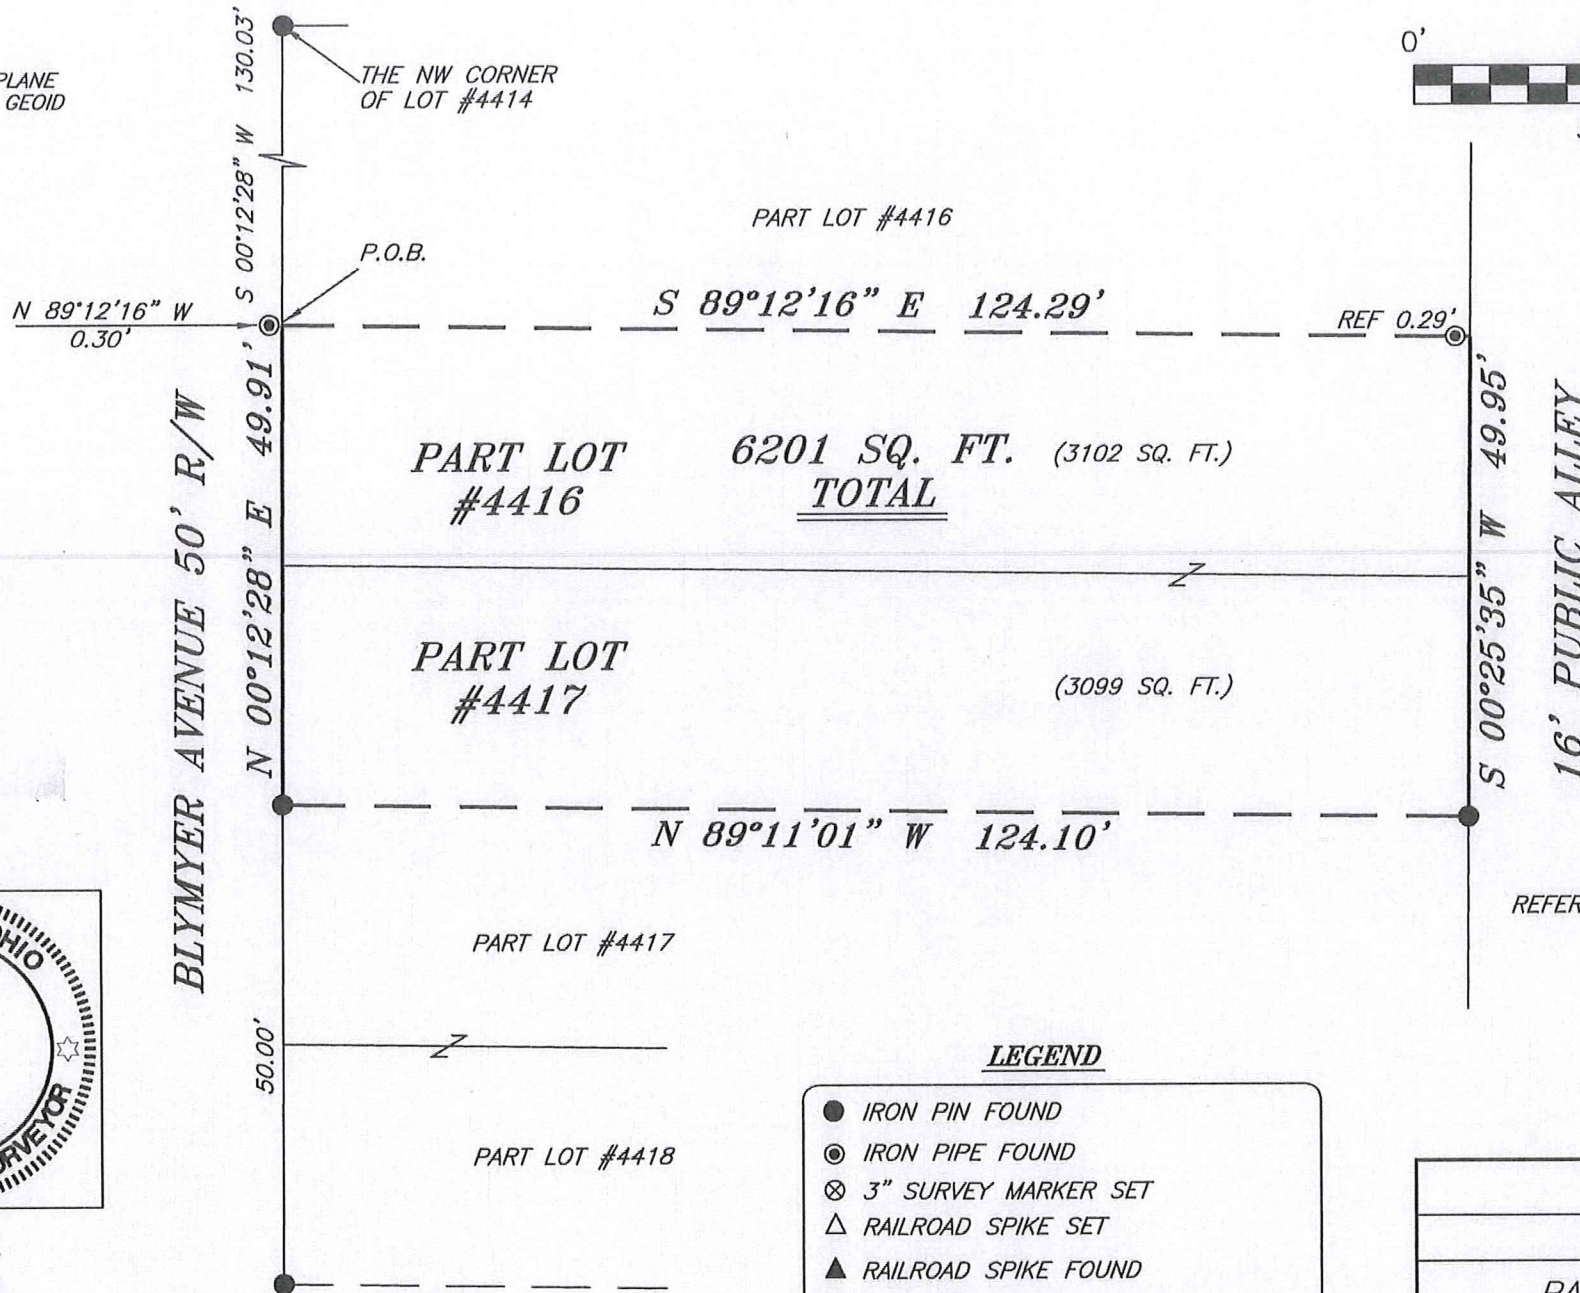 0'
PLANE
GEOID
THE NW CORNER
OF LOT #4414
S 00°12'28" W 130.03'
PART LOT #4416
P.O.B.
S 89°12'16" E 124.29'
N 89°12'16" W
0.30'
REF 0.29'
N 00°12'28" E 49.91'
BLYMYER AVENUE 50' R/W
PART LOT
#4416
6201 SQ. FT.
TOTAL
(3102 SQ. FT.)
S 00°25'35" W 49.95'
16' PUBLIC ALLEY
PART LOT
#4417
(3099 SQ. FT.)
N 89°11'01" W 124.10'
REFER
PART LOT #4417
50.00'
PART LOT #4418
LEGEND
IRON PIN FOUND
IRON PIPE FOUND
3" SURVEY MARKER SET
RAILROAD SPIKE SET
RAILROAD SPIKE FOUND